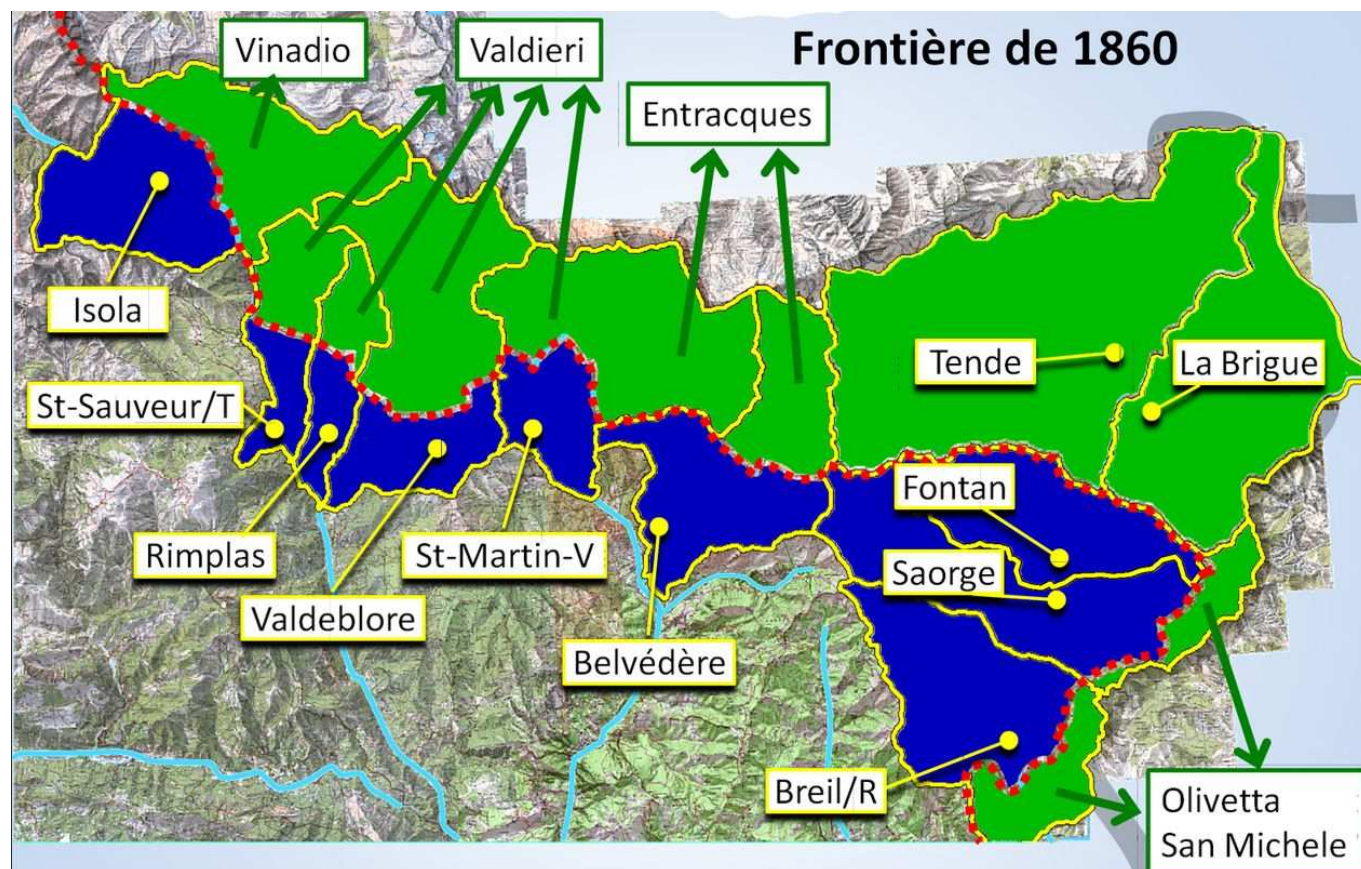 Frontière de 1860
Vinadio
Valdieri
Entracques
Isola
Tende
La Brigue
St-Sauveur/T
Fontan
Rimplas
St-Martin-V
Saorge
Valdeblore
Belvédère
Breil/R
Olivetta
San Michele